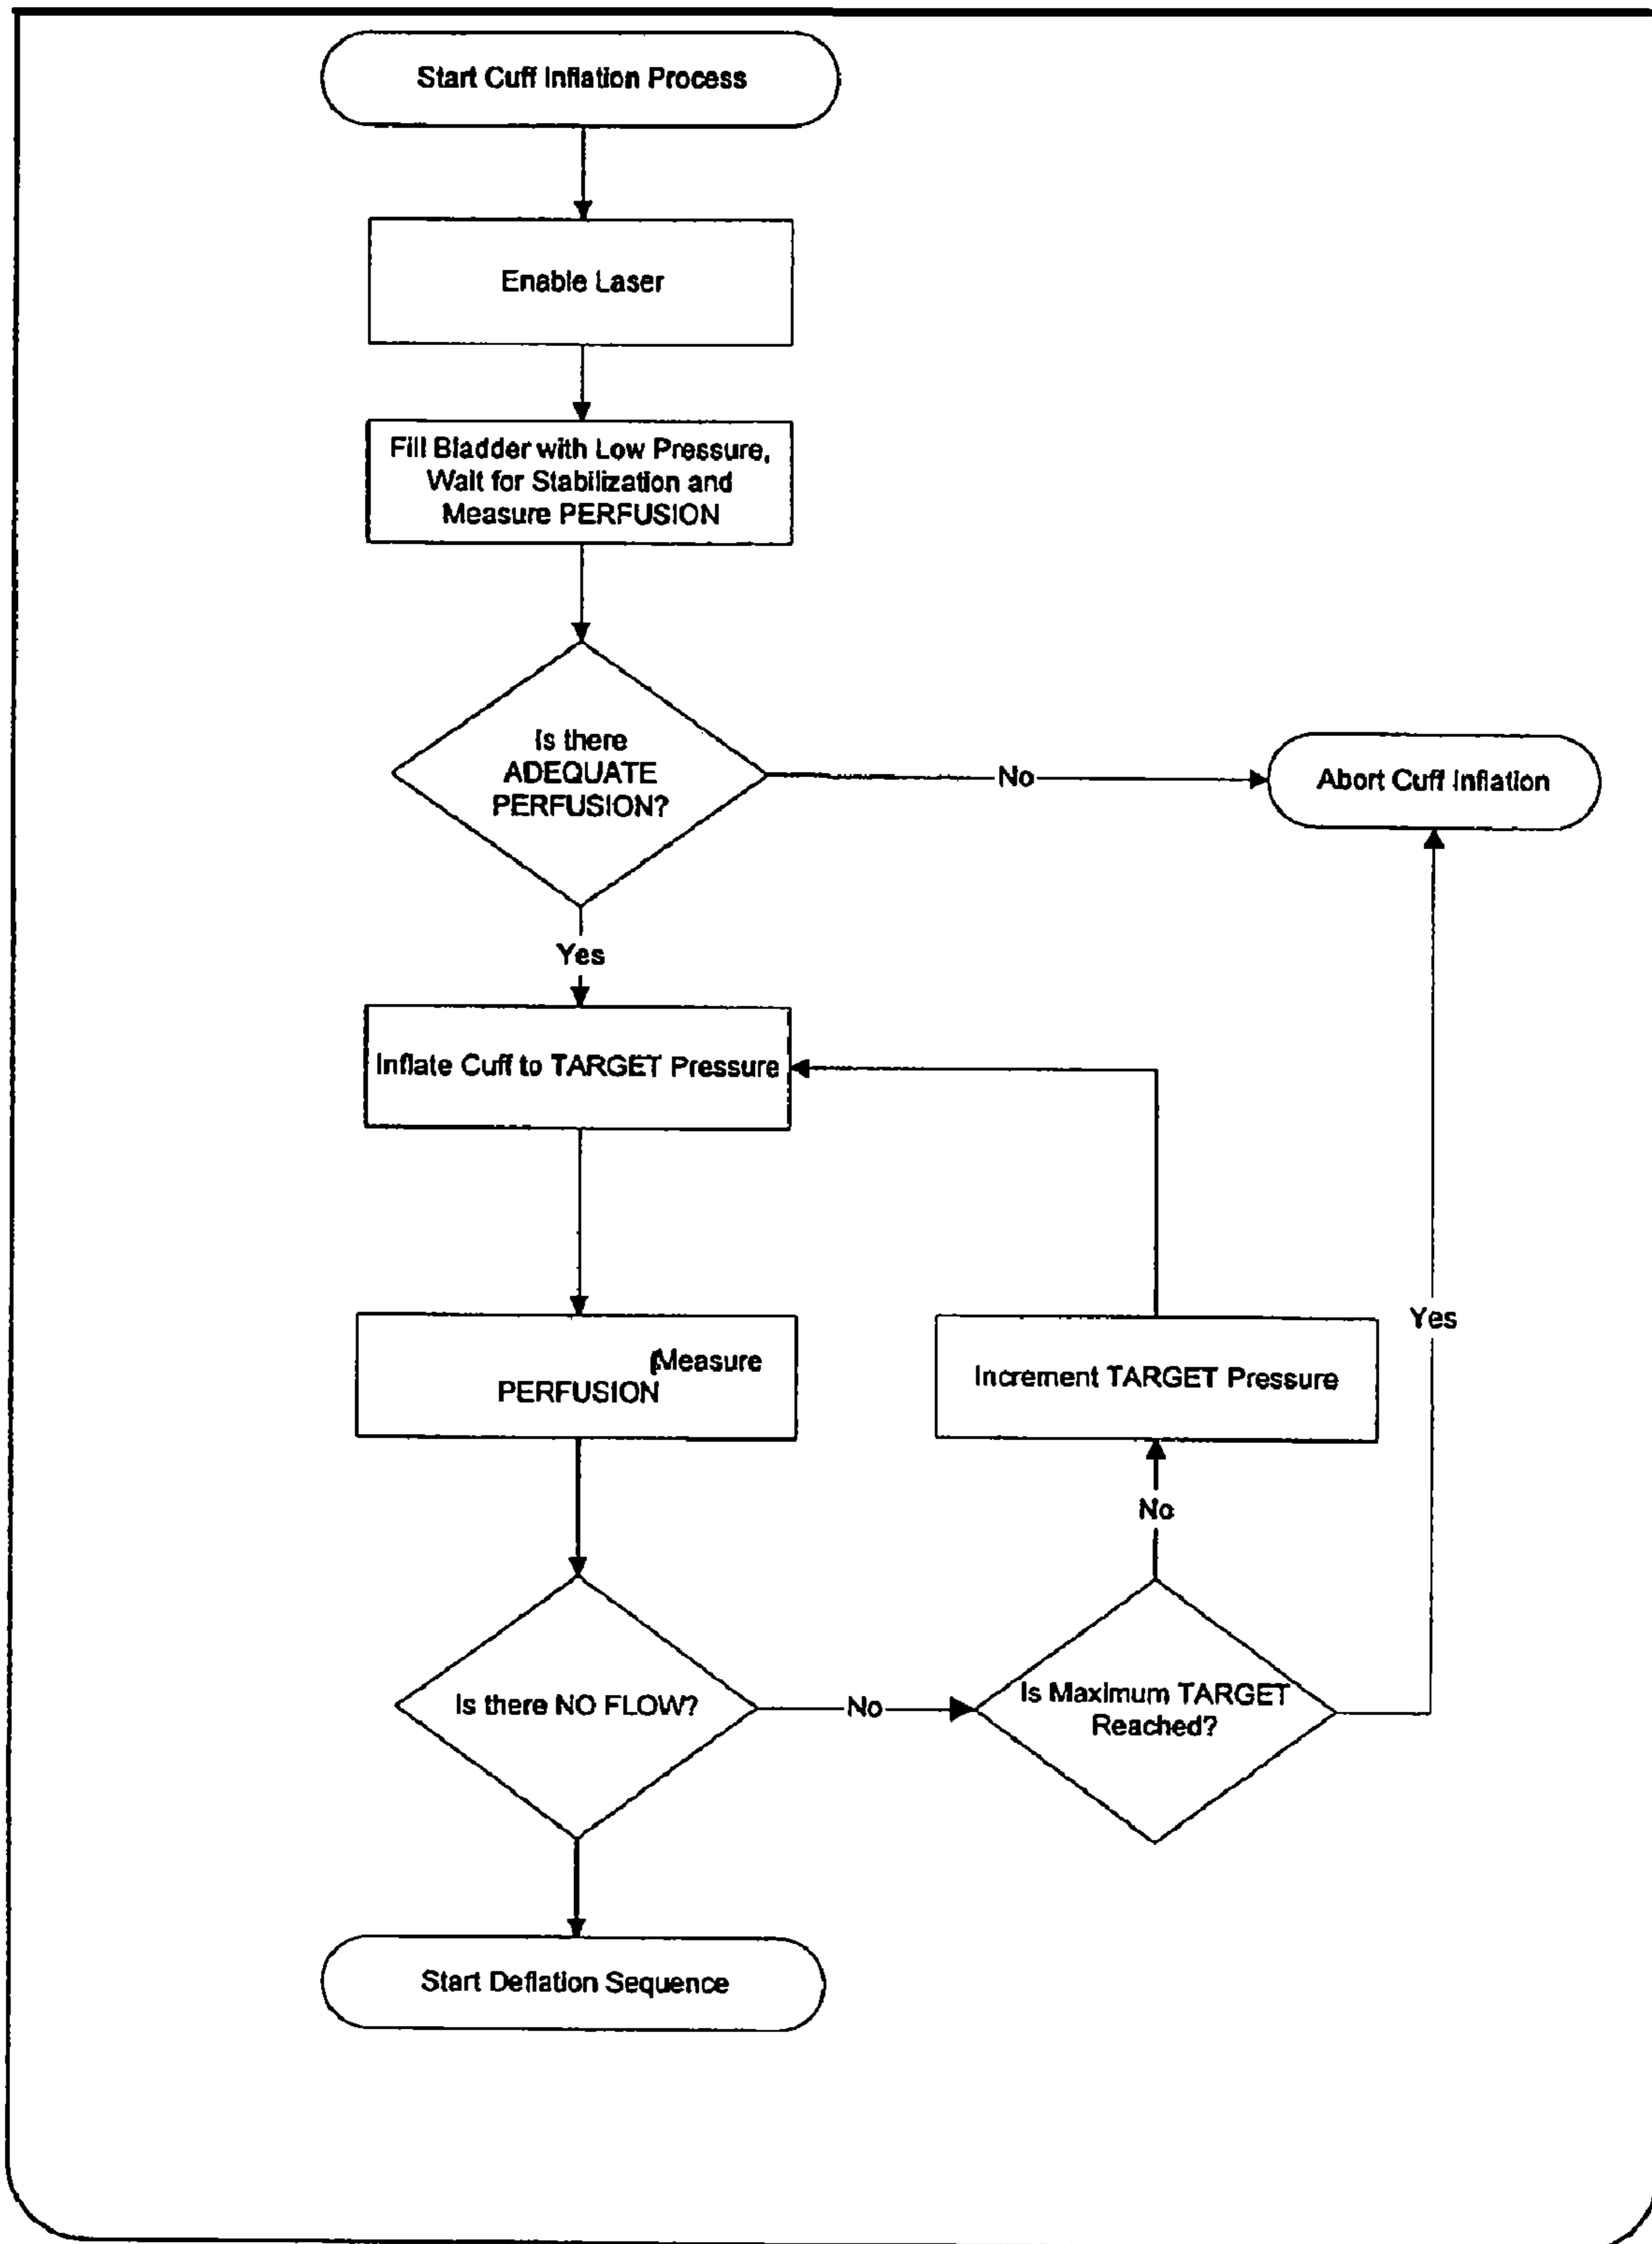 Start Cuff Inflation Process
Enable Laser
Fill Bladder with Low Pressure,
Wait for Stabilization and
Measure PERFUSION
Is there
ADEQUATE
PERFUSION?
No
Abort Cuff Inflation
Yes
Inflate Cuff to TARGET Pressure
Measure
PERFUSION
Increment TARGET Pressure
Yes
No
Is there NO FLOW?
No
Is Maximum TARGET
Reached?
Start Deflation Sequence